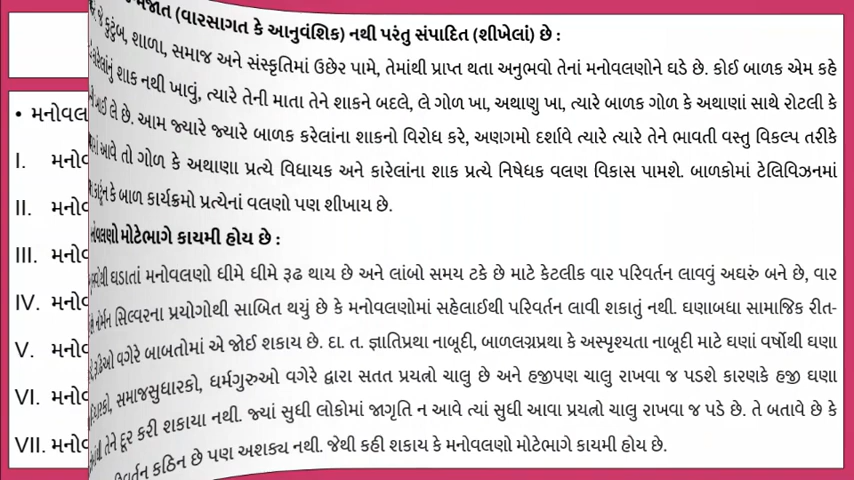 (વારસાગત કે આનુવંશિક) નથી પરંતુ સંપાદિત (શીખેલાં) છે :
જે કુટુંબ, શાળા, સમાજ અને સંસ્કૃતિમાં ઉછેર પામે, તેમાંથી પ્રાપ્ત થતા અનુભવો તેનાં મનોવલણોને ઘડે છે. કોઈ બાળક એમ કહે
શાક નથી ખાવું, ત્યારે તેની માતા તેને શાકને બદલે, લે ગોળ ખા, અથાણુ ખા, ત્યારે બાળક ગોળ કે અથાણાં સાથે રોટલી કે
લે છે. આમ જ્યારે જ્યારે બાળક કરેલાંના શાકનો વિરોધ કરે, અણગમો દર્શાવે ત્યારે ત્યારે તેને ભાવતી વસ્તુ વિકલ્પ તરીકે
આવે તો ગોળ કે અથાણા પ્રત્યે વિધાયક અને કારેલાંના શાક પ્રત્યે નિષેધક વલણ વિકાસ પામશે. બાળકોમાં ટેલિવિઝનમાં
કે બાળ કાર્યક્રમો પ્રત્યેનાં વલણો પણ શીખાય છે.
મોટેભાગે કાયમી હોય છે :
ઘડાતાં મનોવલણો ધીમે ધીમે રૂઢ થાય છે અને લાંબો સમય ટકે છે માટે કેટલીક વાર પરિવર્તન લાવવું અઘરું બને છે, વાર
સિલ્વરના પ્રયોગોથી સાબિત થયું છે કે મનોવલણોમાં સહેલાઈથી પરિવર્તન લાવી શકાતું નથી. ઘણાબધા સામાજિક રીત-
વગેરે બાબતોમાં એ જોઈ શકાય છે. દા. ત. જ્ઞાતિપ્રથા નાબૂદી, બાળલગ્નપ્રથા કે અસ્પૃશ્યતા નાબૂદી માટે ઘણાં વર્ષોથી ઘણા
સમાજસુધારકો, ધર્મગુરુઓ વગેરે દ્વારા સતત પ્રયત્નો ચાલુ છે અને હજીપણ ચાલુ રાખવા જ પડશે કારણકે હજી ઘણા
તેને દૂર કરી શકાયા નથી. જ્યાં સુધી લોકોમાં જાગૃતિ ન આવે ત્યાં સુધી આવા પ્રયત્નો ચાલુ રાખવા જ પડે છે. તે બતાવે છે કે
કઠિન છે પણ અશક્ય નથી. જેથી કહી શકાય કે મનોવલણો મોટેભાગે કાયમી હોય છે.
• મનોવલ
I. મનોવ
II. મનોવ
III. મનોવ
IV. મનોવ
V. મનોવ
VI. મનોવ
VII. મનોવ